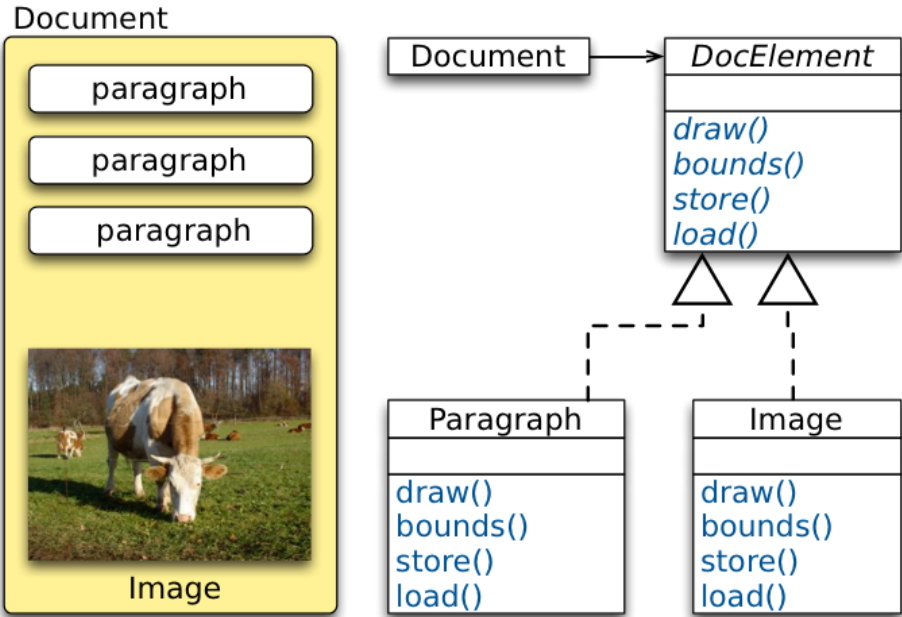 Document
paragraph
paragraph
paragraph
Image
Document
DocElement
draw()
bounds()
store()
load()
Paragraph
draw()
bounds()
store()
load()
Image
draw()
bounds()
store()
load()